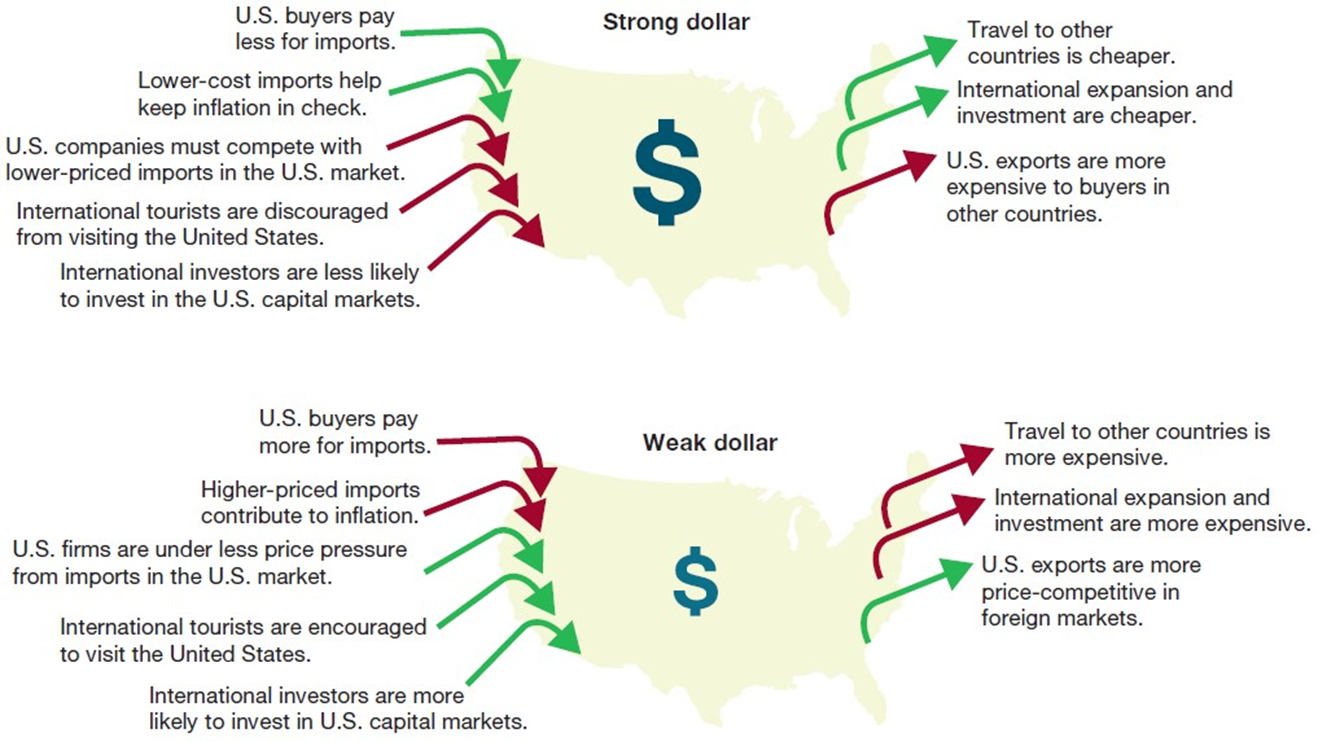 Strong dollar
U.S. buyers pay
less for imports.
Lower-cost imports help
keep inflation in check.
U.S. companies must compete with
lower-priced imports in the U.S. market.
International tourists are discouraged
from visiting the United States.
International investors are less likely
to invest in the U.S. capital markets.
$
Travel to other
countries is cheaper.
International expansion and
investment are cheaper.
U.S. exports are more
expensive to buyers in
other countries.
Weak dollar
U.S. buyers pay
more for imports.
Higher-priced imports
contribute to inflation.
U.S. firms are under less price pressure
from imports in the U.S. market.
International tourists are encouraged
to visit the United States.
International investors are more
likely to invest in U.S. capital markets.
$
Travel to other countries is
more expensive.
International expansion and
investment are more expensive.
U.S. exports are more
price-competitive in
foreign markets.